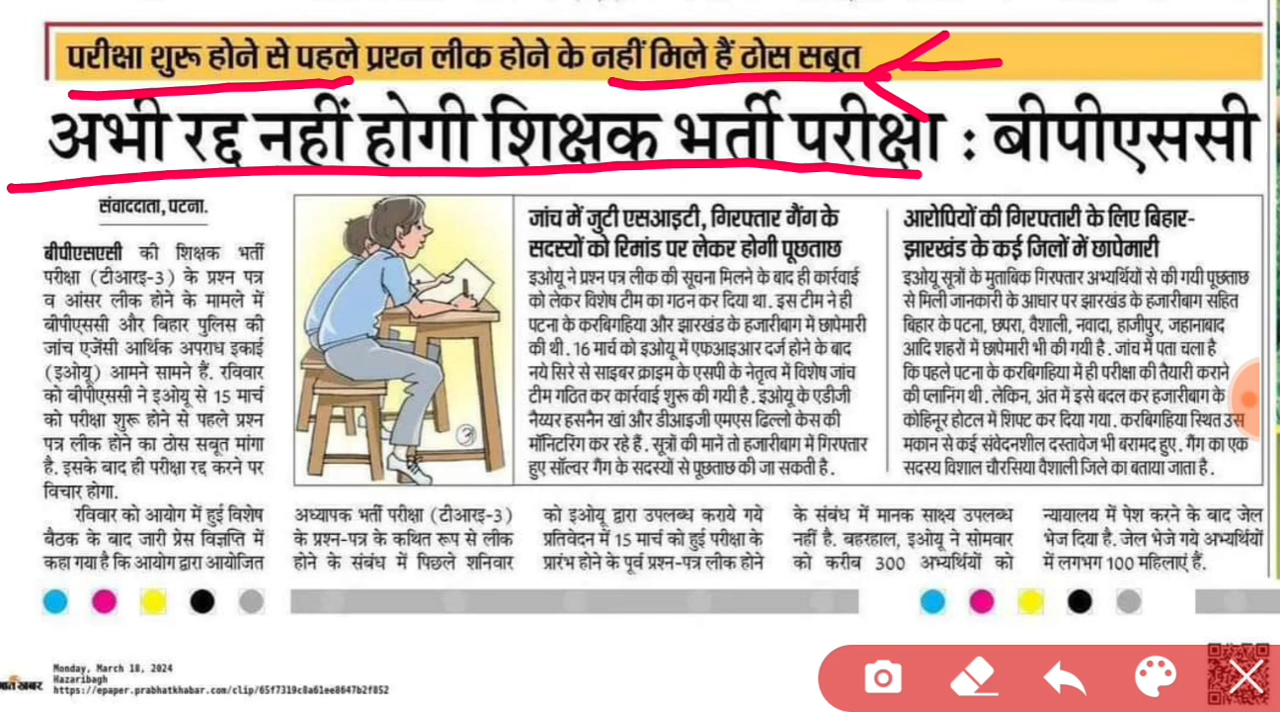 परीक्षा शुरू होने से पहले प्रश्न लीक होने के नहीं मिले हैं ठोस सबूत
अभी रद्द नहीं होगी शिक्षक भर्ती परीक्षा : बीपीएससी
संवाददाता, पटना.
बीपीएसएसी की शिक्षक भर्ती
परीक्षा (टीआरइ-3) के प्रश्न पत्र
व आंसर लीक होने के मामले में
बीपीएससी और बिहार पुलिस की
जांच एजेंसी आर्थिक अपराध इकाई
(इओयू) आमने सामने हैं. रविवार
को बीपीएससी ने इओयू से 15 मार्च
को परीक्षा शुरू होने से पहले प्रश्न
पत्र लीक होने का ठोस सबूत मांगा
है. इसके बाद ही परीक्षा रद्द करने पर
विचार होगा.
रविवार को आयोग में हुई विशेष
बैठक के बाद जारी प्रेस विज्ञप्ति में
कहा गया है कि आयोग द्वारा आयोजित
जांच में जुटी एसआइटी, गिरफ्तार गैंग के
सदस्यों को रिमांड पर लेकर होगी पूछताछ
इओयू ने प्रश्न पत्र लीक की सूचना मिलने के बाद ही कार्रवाई
को लेकर विशेष टीम का गठन कर दिया था. इस टीम ने ही
पटना के करबिगहिया और झारखंड के हजारीबाग में छापेमारी
की थी. 16 मार्च को इओयू में एफआइआर दर्ज होने के बाद
नये सिरे से साइबर क्राइम के एसपी के नेतृत्व में विशेष जांच
टीम गठित कर कार्रवाई शुरू की गयी है. इओयू के एडीजी
नैय्यर हसनैन खां और डीआइजी एमएस ढिल्लो केस की
मॉनिटरिंग कर रहे हैं. सूत्रों की मानें तो हजारीबाग में गिरफ्तार
हुए सॉल्वर गैंग के सदस्यों से पूछताछ की जा सकती है.
आरोपियों की गिरफ्तारी के लिए बिहार-
झारखंड के कई जिलों में छापेमारी
इओयू सूत्रों के मुताबिक गिरफ्तार अभ्यर्थियों से की गयी पूछताछ
से मिली जानकारी के आधार पर झारखंड के हजारीबाग सहित
बिहार के पटना, छपरा, वैशाली, नवादा, हाजीपुर, जहानाबाद
आदि शहरों में छापेमारी भी की गयी है. जांच में पता चला है
कि पहले पटना के करबिगहिया में ही परीक्षा की तैयारी कराने
की प्लानिंग थी. लेकिन, अंत में इसे बदल कर हजारीबाग के
कोहिनूर होटल में शिफ्ट कर दिया गया. करबिगहिया स्थित उस
मकान से कई संवेदनशील दस्तावेज भी बरामद हुए. गैंग का एक
सदस्य विशाल चौरसिया वैशाली जिले का बताया जाता है.
अध्यापक भर्ती परीक्षा (टीआरइ-3)
के प्रश्न-पत्र के कथित रूप से लीक
होने के संबंध में पिछले शनिवार
को इओयू द्वारा उपलब्ध कराये गये
प्रतिवेदन में 15 मार्च को हुई परीक्षा के
प्रारंभ होने के पूर्व प्रश्न-पत्र लीक होने
के संबंध में मानक साक्ष्य उपलब्ध
नहीं है. बहरहाल, इओयू ने सोमवार
को करीब 300 अभ्यर्थियों को
न्यायालय में पेश करने के बाद जेल
भेज दिया है. जेल भेजे गये अभ्यर्थियों
में लगभग 100 महिलाएं हैं.
Monday, March 18, 2024
Hazaribagh
https://epaper.prabhatkhabar.com/clip/65f7319c8a61ee8647b2f852